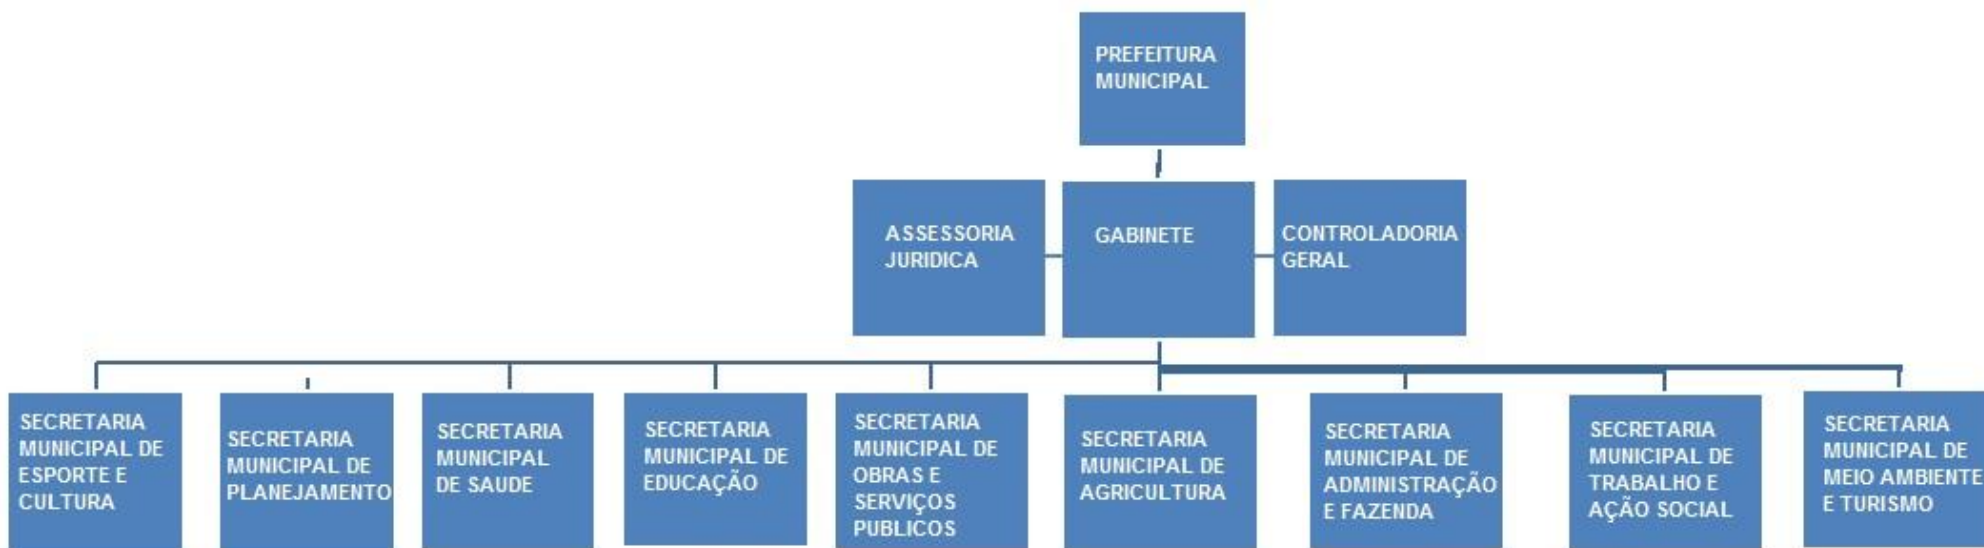 PREFEITURA
MUNICIPAL
ASSESSORIA
JURIDICA
GABINETE
CONTROLADORIA
GERAL
SECRETARIA
MUNICIPAL DE
ESPORTE E
CULTURA
SECRETARIA
MUNICIPAL DE
PLANEJAMENTO
SECRETARIA
MUNICIPAL
DE SAUDE
SECRETARIA
MUNICIPAL DE
EDUCAÇÃO
SECRETARIA
MUNICIPAL DE
OBRAS E
SERVIÇOS
PUBLICOS
SECRETARIA
MUNICIPAL DE
AGRICULTURA
SECRETARIA
MUNICIPAL DE
ADMINISTRAÇÃO
E FAZENDA
SECRETARIA
MUNICIPAL DE
TRABALHO E
AÇÃO SOCIAL
SECRETARIA
MUNICIPAL DE
MEIO AMBIENTE
E TURISMO